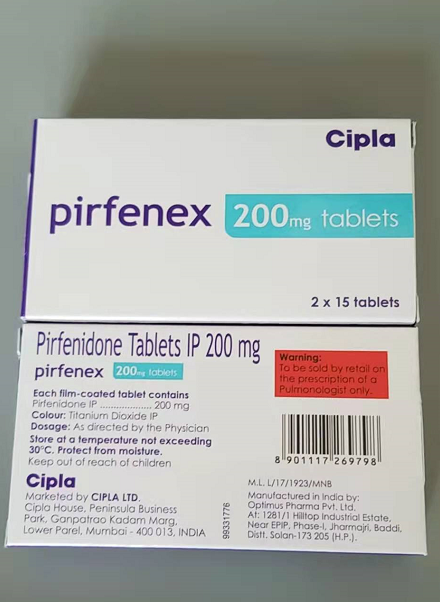 Cipla
pirfenex 200mg tablets
2 x 15 tablets
Pirfenidone Tablets IP 200 mg
pirfenex 200mg tablets
Each film-coated tablet contains
Pirfenidone IP ................... 200 mg
Colour: Titanium Dioxide IP
Dosage: As directed by the Physician
Store at a temperature not exceeding
30°C. Protect from moisture.
Keep out of reach of children
Cipla
Marketed by CIPLA LTD.
Cipla House, Peninsula Business
Park, Ganpatrao Kadam Marg,
Lower Parel, Mumbai - 400 013, INDIA
99331776
Warning:
To be sold by retail on
the prescription of a
Pulmonologist only.
8 901117 269798
M.L. L/17/1923/MNB
Manufactured in India by:
Optimus Pharma Pvt. Ltd.
At: 1281/1 Hilltop Industrial Estate,
Near EPIP, Phase-I, Jharmajri, Baddi,
Distt. Solan-173 205 (H.P.).